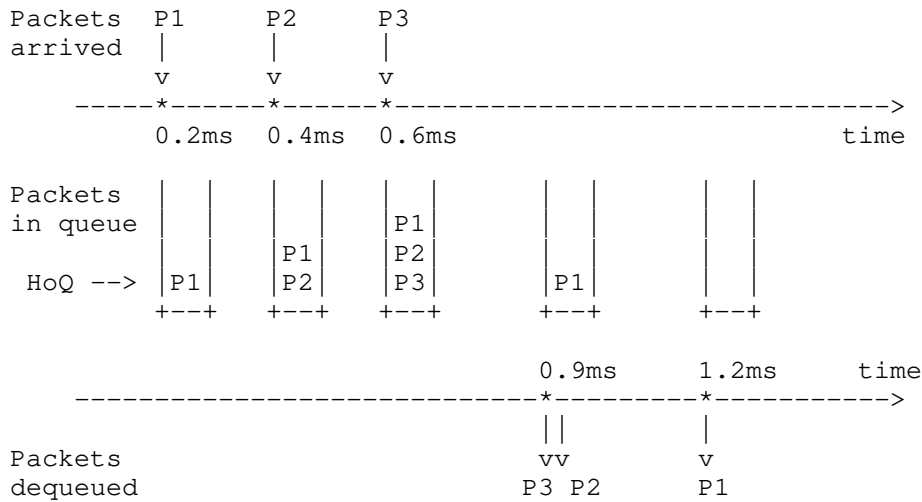 Packets P1 P2 P3
arrived | | |
v v v
-----*------*------*------------------------------->
0.2ms 0.4ms 0.6ms time
Packets | | | | | | | | | |
in queue | | | | |P1| | | | |
| | |P1| |P2| | | | |
HoQ --> |P1| |P2| |P3| |P1| | |
+--+ +--+ +--+ +--+ +--+
0.9ms 1.2ms time
-----------------------------*---------*----------->
|| |
Packets vv v
dequeued P3 P2 P1